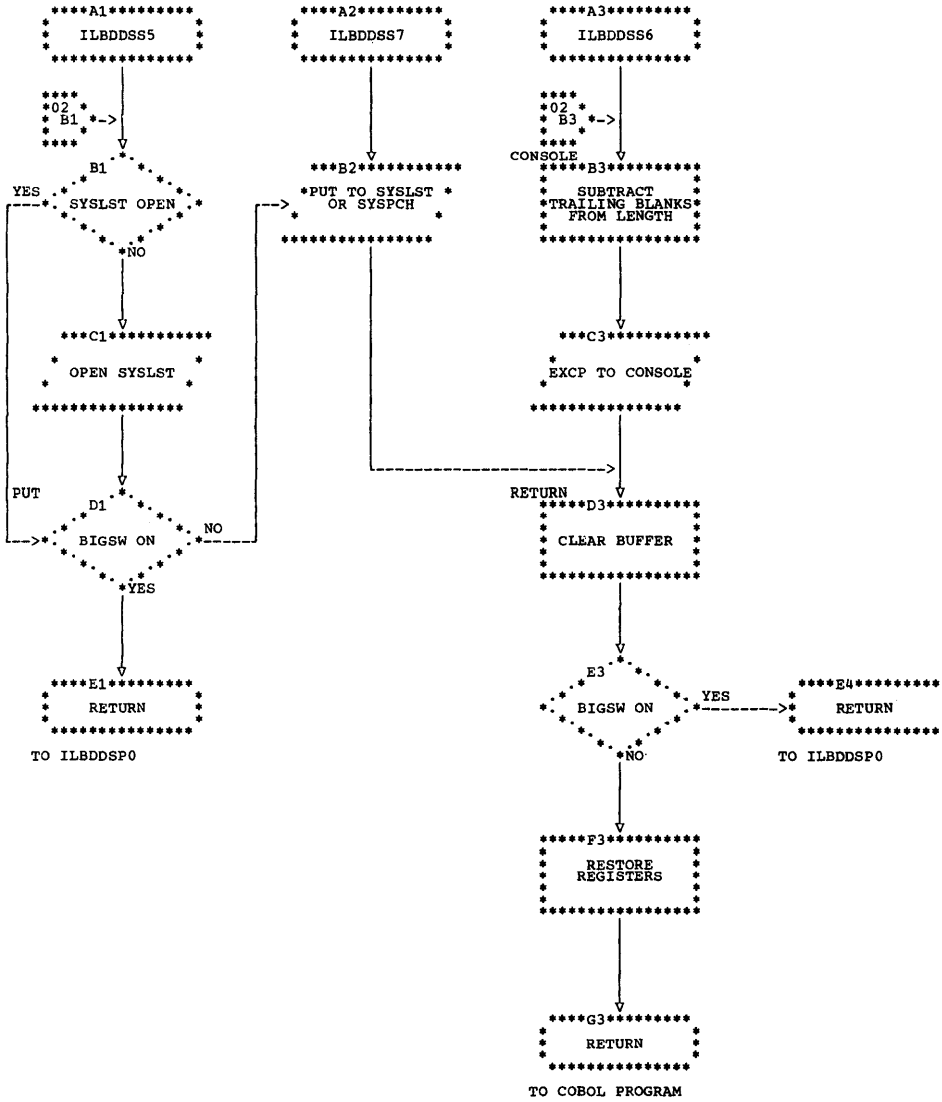 A1
ILBDDSS5
A2
ILBDDSS7
A3
ILBDDSS6
02
B1
02
B3
CONSOLE
B1
SYSLST OPEN
YES
NO
B2
PUT TO SYSLST
OR SYSPCH
B3
SUBTRACT
TRAILING BLANKS
FROM LENGTH
C1
OPEN SYSLST
C3
EXCP TO CONSOLE
PUT
RETURN
D1
BIGSW ON
NO
YES
D3
CLEAR BUFFER
E1
RETURN
TO ILBDDSP0
E3
BIGSW ON
YES
NO
E4
RETURN
TO ILBDDSP0
F3
RESTORE
REGISTERS
G3
RETURN
TO COBOL PROGRAM